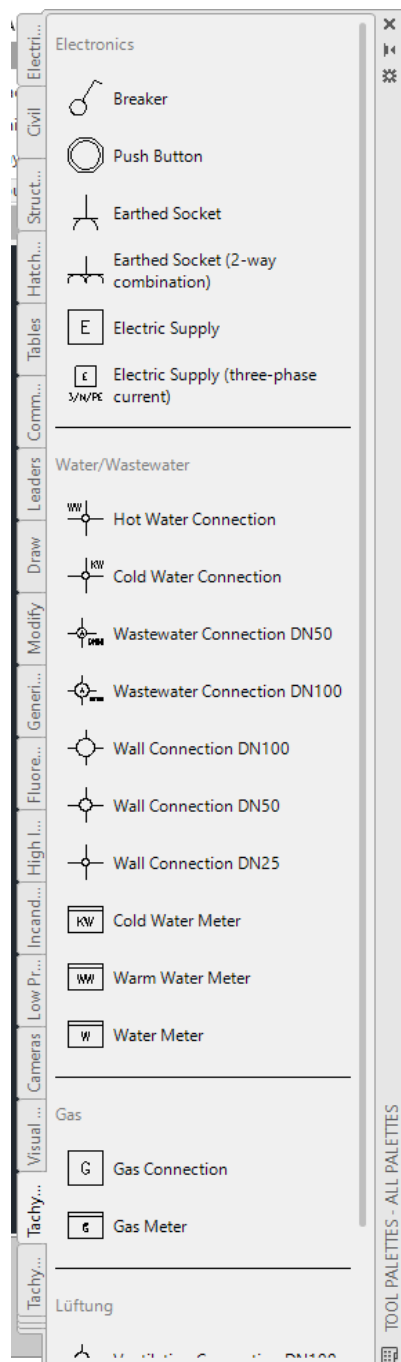 Electronics
Breaker
Push Button
Earthed Socket
Earthed Socket (2-way
combination)
E
Electric Supply
E
3/N/PE
Electric Supply (three-phase
current)
Water/Wastewater
WW
Hot Water Connection
KW
Cold Water Connection
A
Wastewater Connection DN50
A
Wastewater Connection DN100
Wall Connection DN100
Wall Connection DN50
Wall Connection DN25
KW
Cold Water Meter
WW
Warm Water Meter
W
Water Meter
Gas
G
Gas Connection
G
Gas Meter
Lüftung
Ventilation Connection DN100
Electri...
Civil
Struct...
Hatch...
Tables
Comm...
Leaders
Draw
Modify
Generi...
Fluore...
High I...
Incand...
Low Pr...
Cameras
Visual ...
Tachy...
Tachy...
TOOL PALETTES - ALL PALETTES